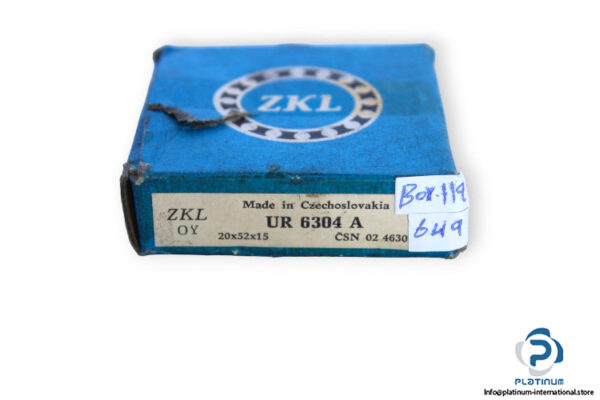 ZKL
Made in Czechoslovakia
ZKL
UR 6304 A
OY
20x52x15
ČSN 02 4630
Box-119
649
PLATINUM
Info@platinum-international.store